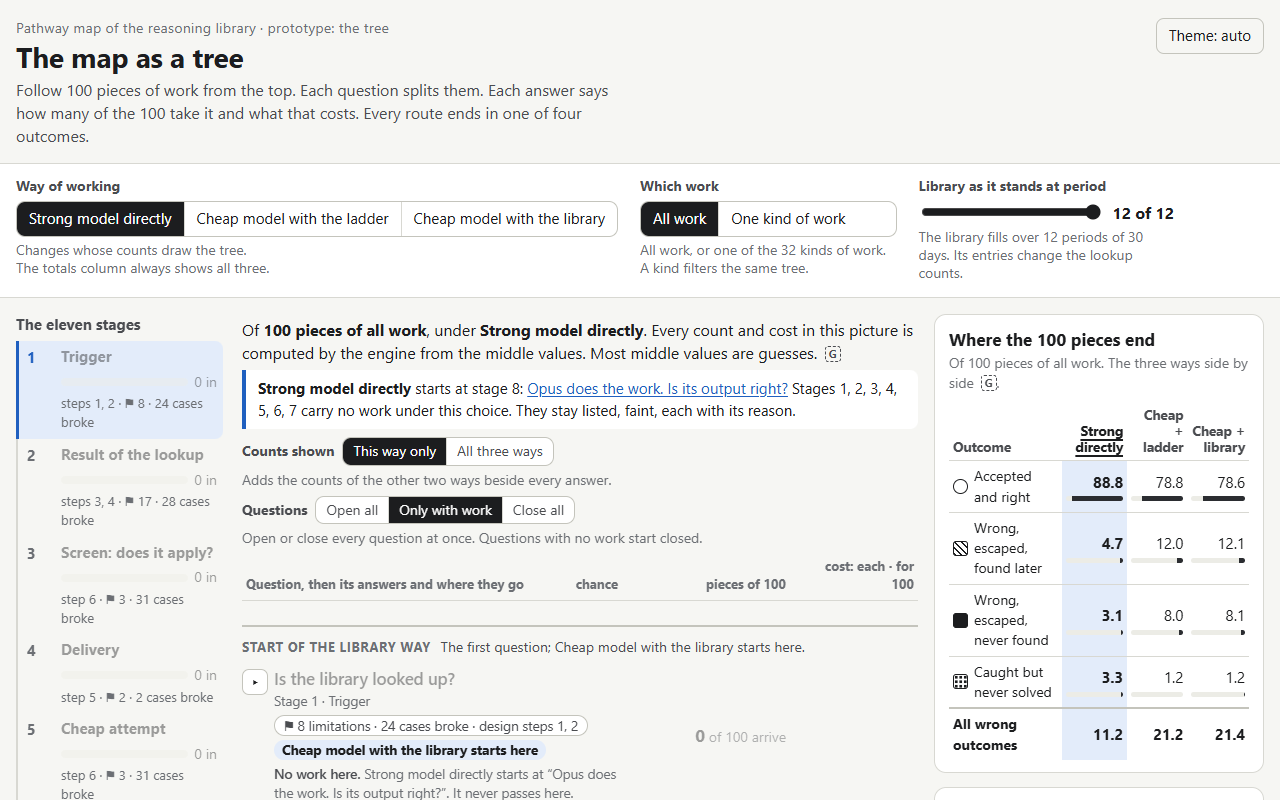 Pathway map of the reasoning library · prototype: the tree
The map as a tree
Follow 100 pieces of work from the top. Each question splits them. Each answer says
how many of the 100 take it and what that costs. Every route ends in one of four
outcomes.
Theme: auto
Way of working
Strong model directly
Cheap model with the ladder
Cheap model with the library
Changes whose counts draw the tree.
The totals column always shows all three.
Which work
All work
One kind of work
All work, or one of the 32 kinds of work.
A kind filters the same tree.
Library as it stands at period
12 of 12
The library fills over 12 periods of 30
days. Its entries change the lookup
counts.
The eleven stages
1 Trigger
0 in
steps 1, 2 · ⚑ 8 · 24 cases
broke
2 Result of the lookup
0 in
steps 3, 4 · ⚑ 17 · 28 cases
broke
3 Screen: does it apply?
0 in
step 6 · ⚑ 3 · 31 cases
broke
4 Delivery
0 in
step 5 · ⚑ 2 · 2 cases broke
5 Cheap attempt
0 in
step 6 · ⚑ 3 · 31 cases
broke
Of 100 pieces of all work, under Strong model directly. Every count and cost in this picture is
computed by the engine from the middle values. Most middle values are guesses. G
Strong model directly starts at stage 8: Opus does the work. Is its output right? Stages 1, 2, 3, 4,
5, 6, 7 carry no work under this choice. They stay listed, faint, each with its reason.
Counts shown
This way only
All three ways
Adds the counts of the other two ways beside every answer.
Questions
Open all
Only with work
Close all
Open or close every question at once. Questions with no work start closed.
Question, then its answers and where they go
chance
pieces of 100
cost: each · for
100
START OF THE LIBRARY WAY The first question; Cheap model with the library starts here.
▸ Is the library looked up?
Stage 1 · Trigger
⚑ 8 limitations · 24 cases broke · design steps 1, 2
Cheap model with the library starts here
0 of 100 arrive
No work here. Strong model directly starts at “Opus does
the work. Is its output right?”. It never passes here.
Where the 100 pieces end
Of 100 pieces of all work. The three ways side by
side G.
Outcome
Strong
directly
Cheap
+
ladder
Cheap +
library
Accepted
and right
88.8 78.8 78.6
Wrong,
escaped,
found later
4.7 12.0 12.1
Wrong,
escaped,
never found
3.1 8.0 8.1
Caught but
never solved
3.3 1.2 1.2
All wrong
outcomes
11.2 21.2 21.4